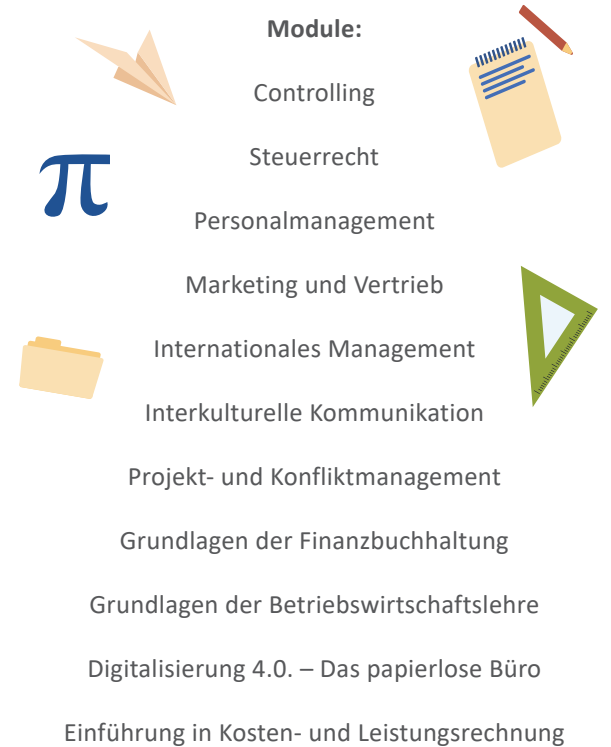 Module:
Controlling
Steuerrecht
π
Personalmanagement
Marketing und Vertrieb
Internationales Management
Interkulturelle Kommunikation
Projekt- und Konfliktmanagement
Grundlagen der Finanzbuchhaltung
Grundlagen der Betriebswirtschaftslehre
Digitalisierung 4.0. – Das papierlose Büro
Einführung in Kosten- und Leistungsrechnung